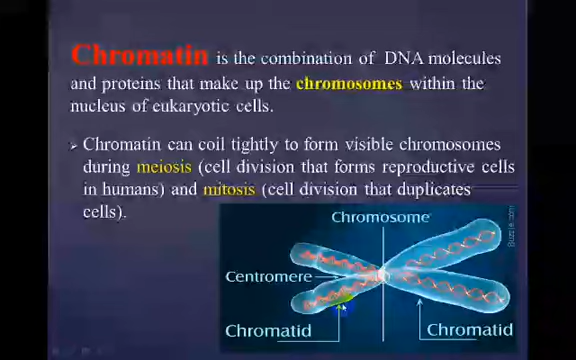 Chromatin is the combination of DNA molecules
and proteins that make up the chromosomes within the
nucleus of eukaryotic cells.
Chromatin can coil tightly to form visible chromosomes
during meiosis (cell division that forms reproductive cells
in humans) and mitosis (cell division that duplicates
cells).
Chromosome
Centromere
Chromatid
Chromatid
Buzzle.com